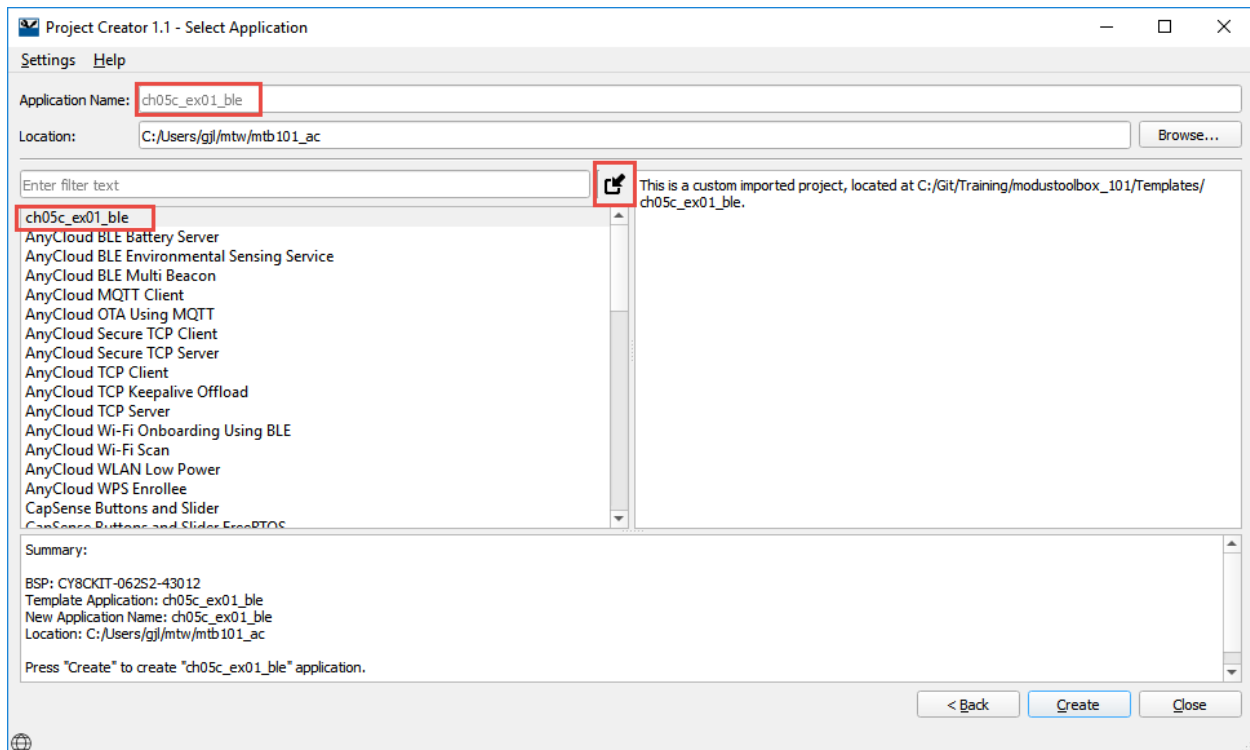 Project Creator 1.1 - Select Application
Settings Help
Application Name: ch05c_ex01_ble
Location: C:/Users/gjl/mtw/mtb101_ac Browse...
Enter filter text
This is a custom imported project, located at C:/Git/Training/modustoolbox_101/Templates/
ch05c_ex01_ble.
ch05c_ex01_ble
AnyCloud BLE Battery Server
AnyCloud BLE Environmental Sensing Service
AnyCloud BLE Multi Beacon
AnyCloud MQTT Client
AnyCloud OTA Using MQTT
AnyCloud Secure TCP Client
AnyCloud Secure TCP Server
AnyCloud TCP Client
AnyCloud TCP Keepalive Offload
AnyCloud TCP Server
AnyCloud Wi-Fi Onboarding Using BLE
AnyCloud Wi-Fi Scan
AnyCloud WLAN Low Power
AnyCloud WPS Enrollee
CapSense Buttons and Slider
CapSense Buttons and Slider FreeRTOS
Summary:
BSP: CY8CKIT-062S2-43012
Template Application: ch05c_ex01_ble
New Application Name: ch05c_ex01_ble
Location: C:/Users/gjl/mtw/mtb101_ac
Press "Create" to create "ch05c_ex01_ble" application.
< Back Create Close